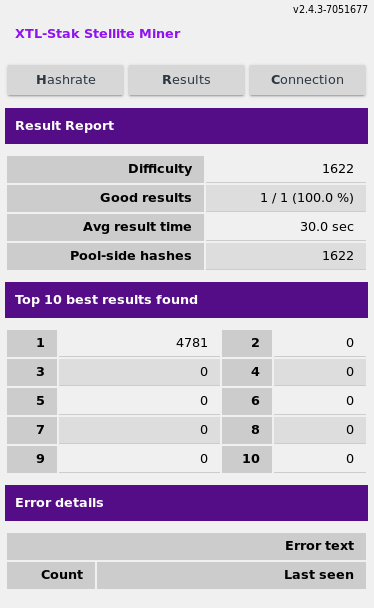 v2.4.3-7051677
XTL-Stak Stellite Miner
Hashrate Results Connection
Result Report
Difficulty 1622
Good results 1 / 1 (100.0 %)
Avg result time 30.0 sec
Pool-side hashes 1622
Top 10 best results found
1 4781 2 0
3 0 4 0
5 0 6 0
7 0 8 0
9 0 10 0
Error details
Error text
Count Last seen